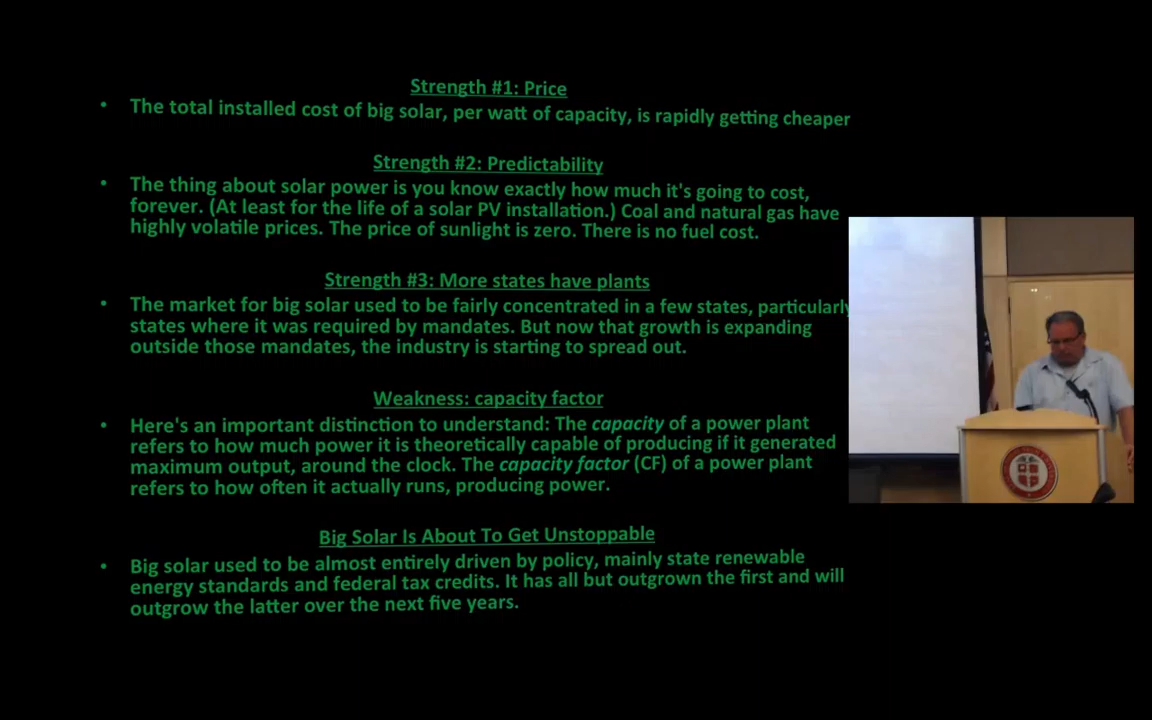 Strength #1: Price
• The total installed cost of big solar, per watt of capacity, is rapidly getting cheaper
Strength #2: Predictability
• The thing about solar power is you know exactly how much it's going to cost,
forever. (At least for the life of a solar PV installation.) Coal and natural gas have
highly volatile prices. The price of sunlight is zero. There is no fuel cost.
Strength #3: More states have plants
• The market for big solar used to be fairly concentrated in a few states, particularly
states where it was required by mandates. But now that growth is expanding
outside those mandates, the industry is starting to spread out.
Weakness: capacity factor
• Here's an important distinction to understand: The capacity of a power plant
refers to how much power it is theoretically capable of producing if it generated
maximum output, around the clock. The capacity factor (CF) of a power plant
refers to how often it actually runs, producing power.
Big Solar Is About To Get Unstoppable
• Big solar used to be almost entirely driven by policy, mainly state renewable
energy standards and federal tax credits. It has all but outgrown the first and will
outgrow the latter over the next five years.